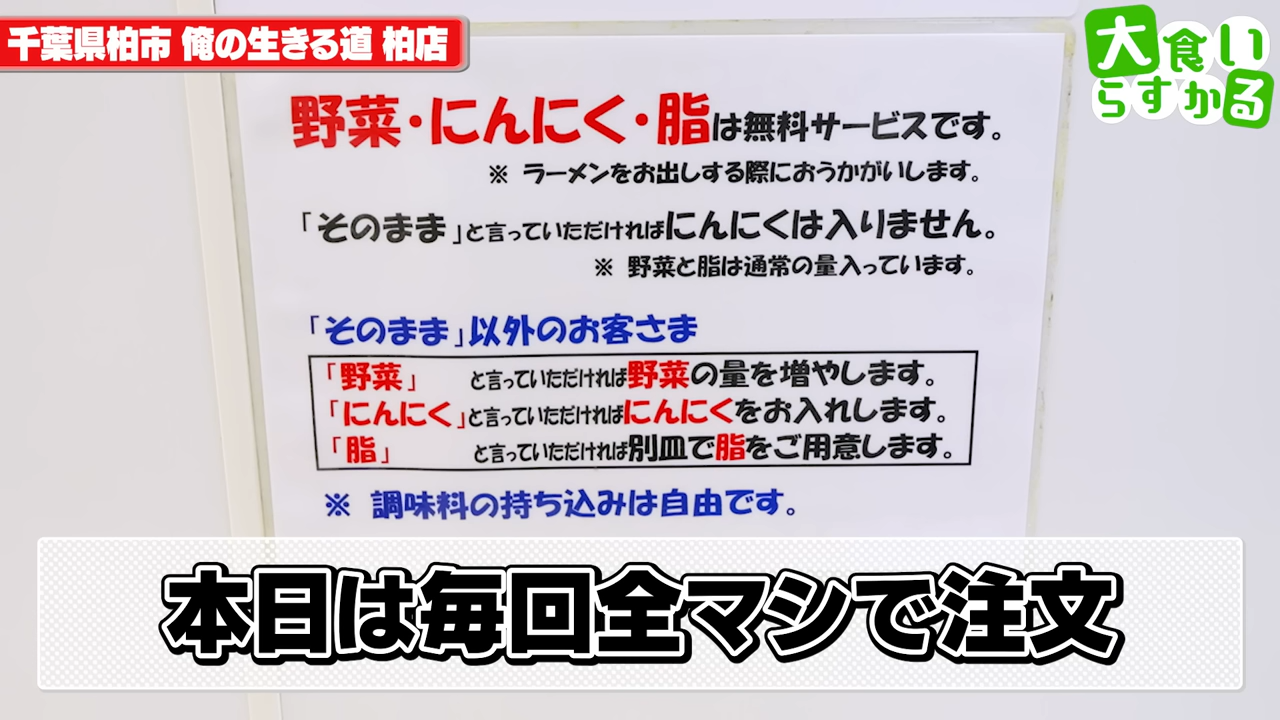 千葉県柏市 俺の生きる道 柏店
大食い
らすかる
野菜・にんにく・脂は無料サービスです。
※ ラーメンをお出しする際におうかがいします。
「そのまま」と言っていただければにんにくは入りません。
※ 野菜と脂は通常の量入っています。
「そのまま」以外のお客さま
「野菜」 と言っていただければ野菜の量を増やします。
「にんにく」と言っていただければにんにくをお入れします。
「脂」 と言っていただければ別皿で脂をご用意します。
※ 調味料の持ち込みは自由です。
本日は毎回全マシで注文